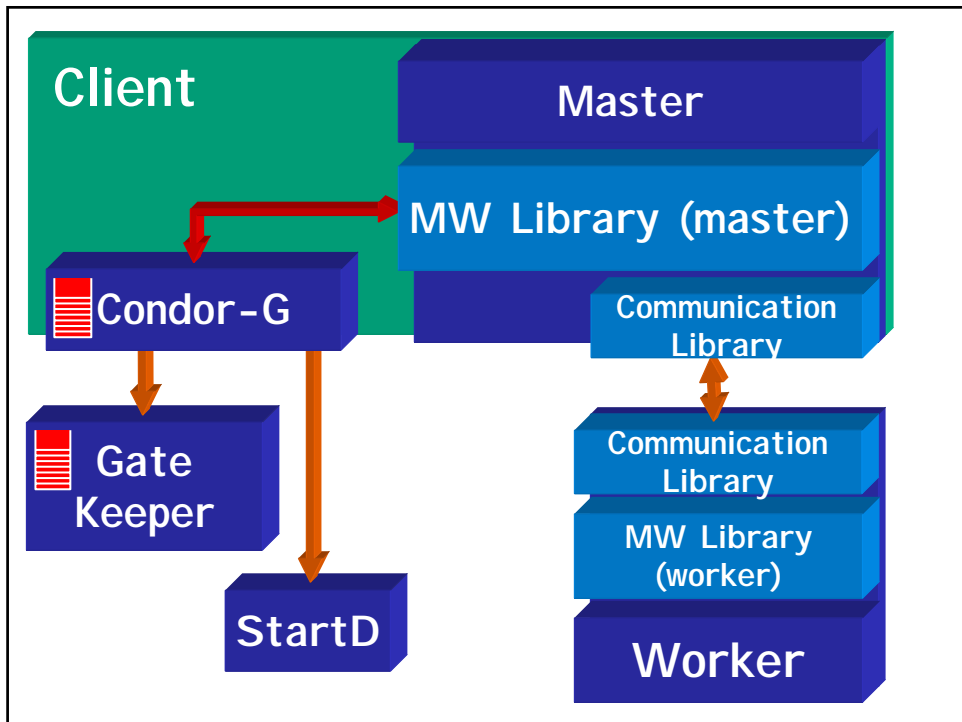 Client
Master
MW Library (master)
Condor-G
Communication
Library
Gate
Keeper
Communication
Library
MW Library
(worker)
StartD
Worker